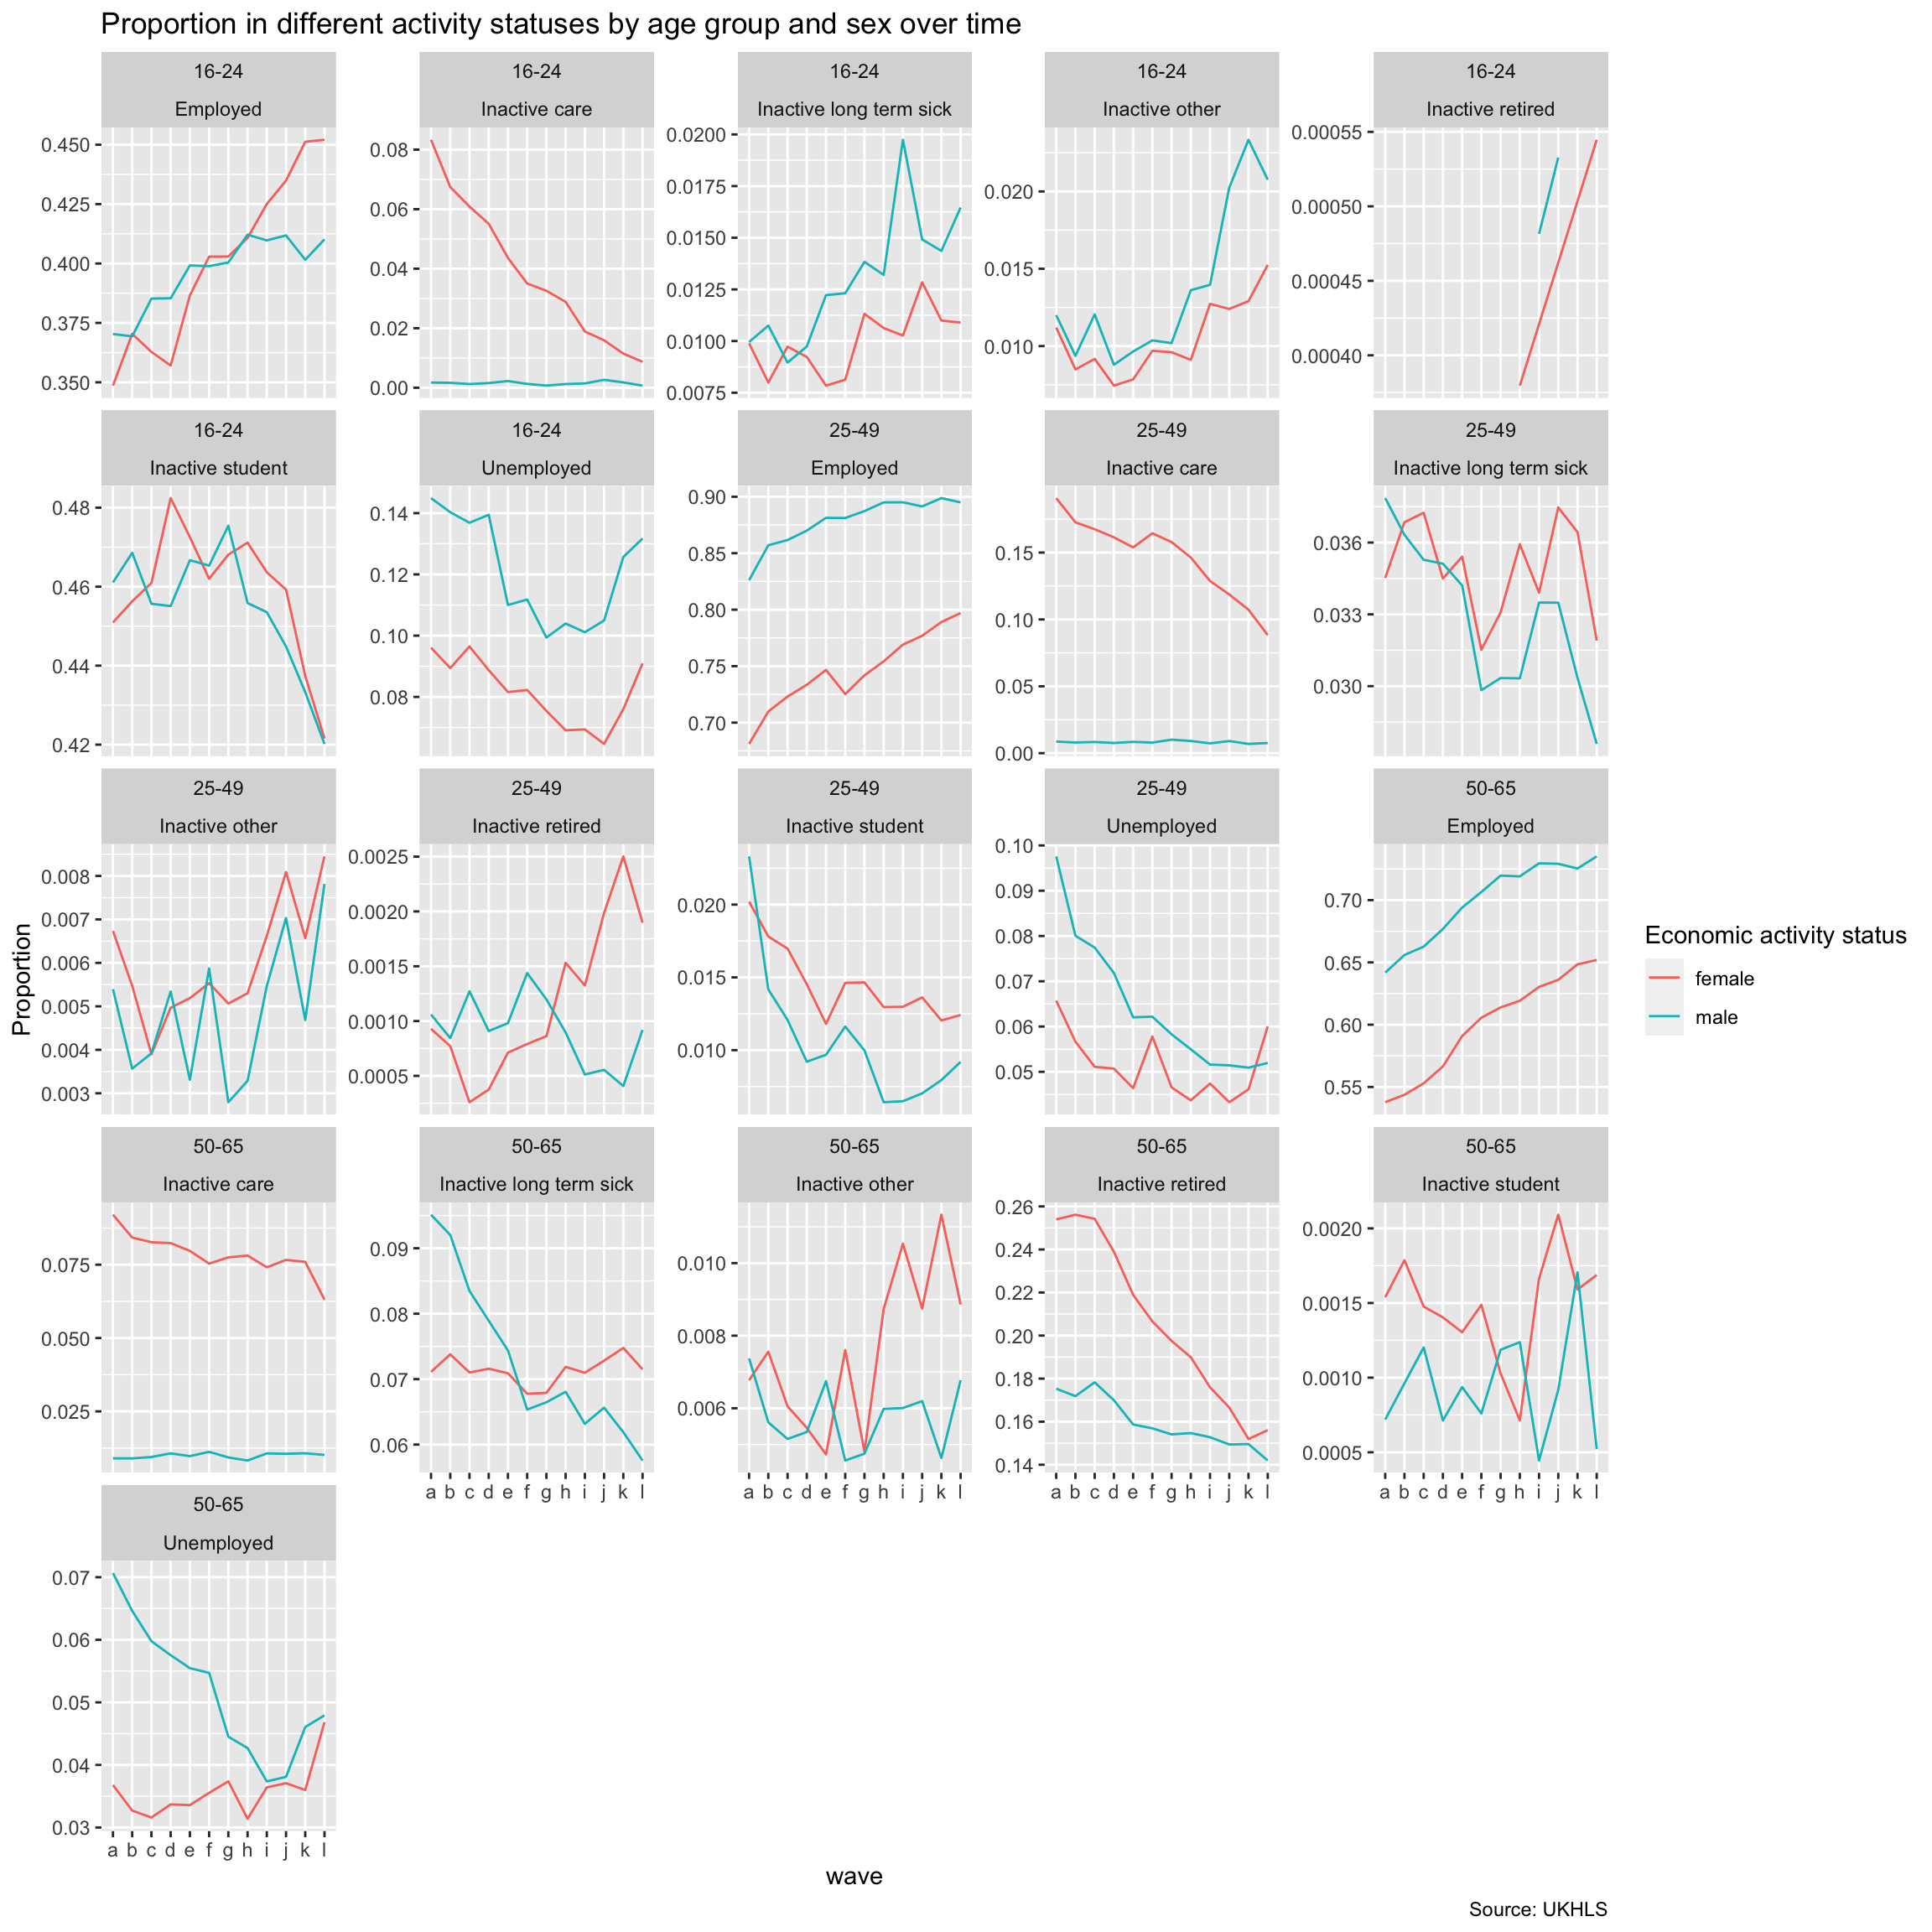 Proportion in different activity statuses by age group and sex over time
16-24 16-24 16-24 16-24 16-24
Employed Inactive care Inactive long term sick Inactive other Inactive retired
0.450 0.425 0.400 0.375 0.350
0.08 0.06 0.04 0.02 0.00
0.0200 0.0175 0.0150 0.0125 0.0100 0.0075
0.020 0.015 0.010
0.00055 0.00050 0.00045 0.00040
16-24 16-24 25-49 25-49 25-49
Inactive student Unemployed Employed Inactive care Inactive long term sick
0.48 0.46 0.44 0.42
0.14 0.12 0.10 0.08
0.90 0.85 0.80 0.75 0.70
0.15 0.10 0.05 0.00
0.036 0.033 0.030
25-49 25-49 25-49 25-49 50-65
Inactive other Inactive retired Inactive student Unemployed Employed
0.008 0.007 0.006 0.005 0.004 0.003
0.0025 0.0020 0.0015 0.0010 0.0005
0.020 0.015 0.010
0.10 0.09 0.08 0.07 0.06 0.05
0.70 0.65 0.60 0.55
50-65 50-65 50-65 50-65 50-65
Inactive care Inactive long term sick Inactive other Inactive retired Inactive student
0.075 0.050 0.025
0.09 0.08 0.07 0.06
0.010 0.008 0.006
0.26 0.24 0.22 0.20 0.18 0.16 0.14
0.0020 0.0015 0.0010 0.0005
a b c d e f g h i j k l
a b c d e f g h i j k l
a b c d e f g h i j k l
a b c d e f g h i j k l
50-65
Unemployed
0.07 0.06 0.05 0.04 0.03
a b c d e f g h i j k l
Proportion
wave
Economic activity status
female
male
Source: UKHLS